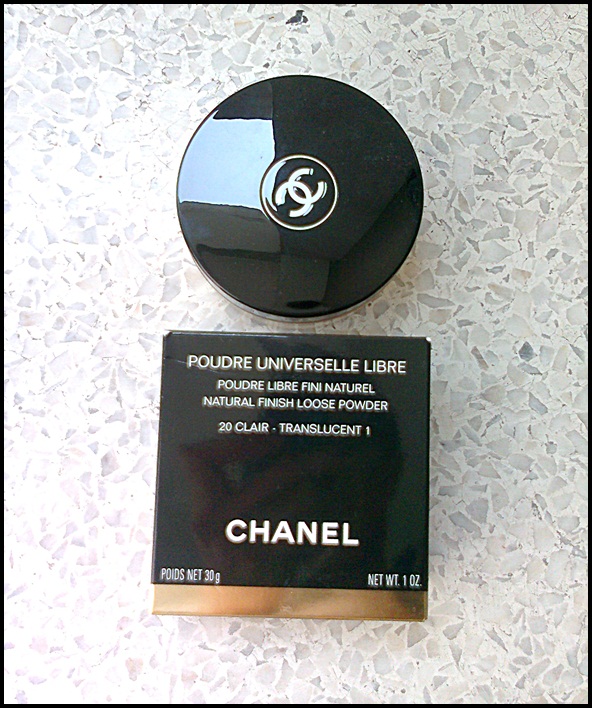 POUDRE UNIVERSELLE LIBRE
POUDRE LIBRE FINI NATUREL
NATURAL FINISH LOOSE POWDER
20 CLAIR - TRANSLUCENT 1
CHANEL
POIDS NET 30 g NET WT. 1 OZ.